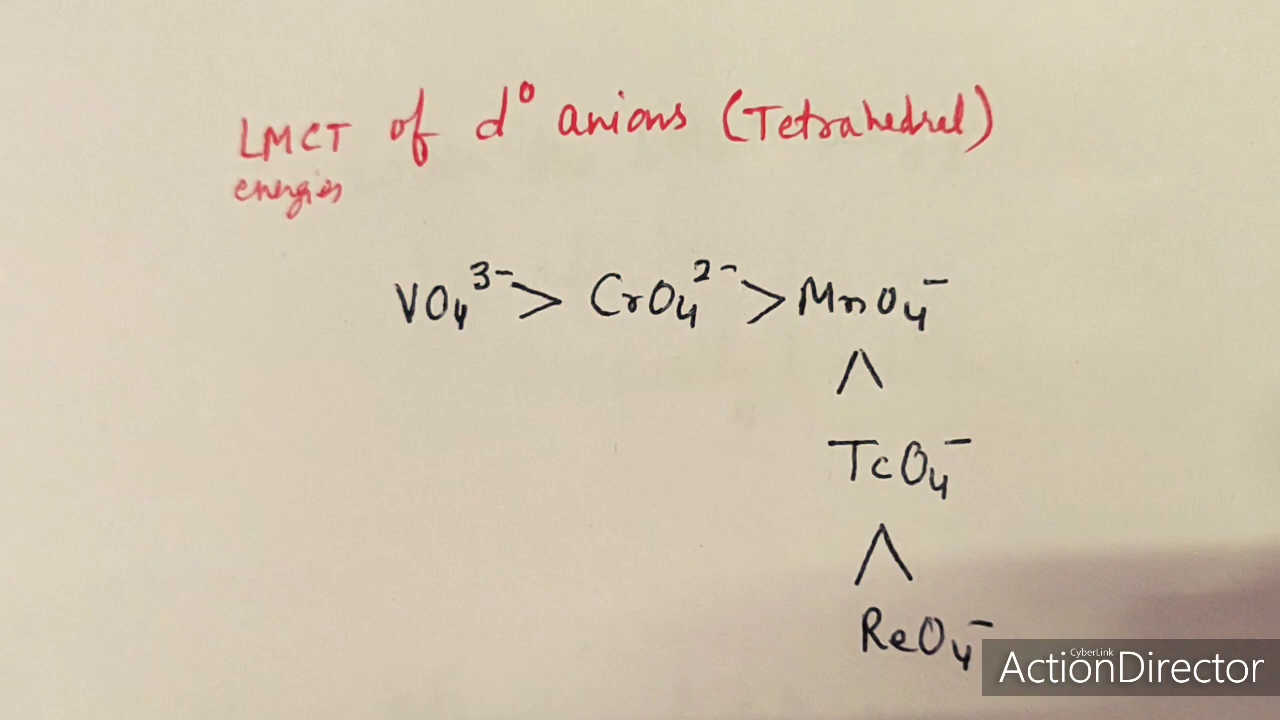 LMCT of d⁰ anions (Tetrahedral)
energies
VO₄³⁻ > CrO₄²⁻ > MnO₄⁻
∧
TcO₄⁻
∧
ReO₄⁻
CyberLink
ActionDirector